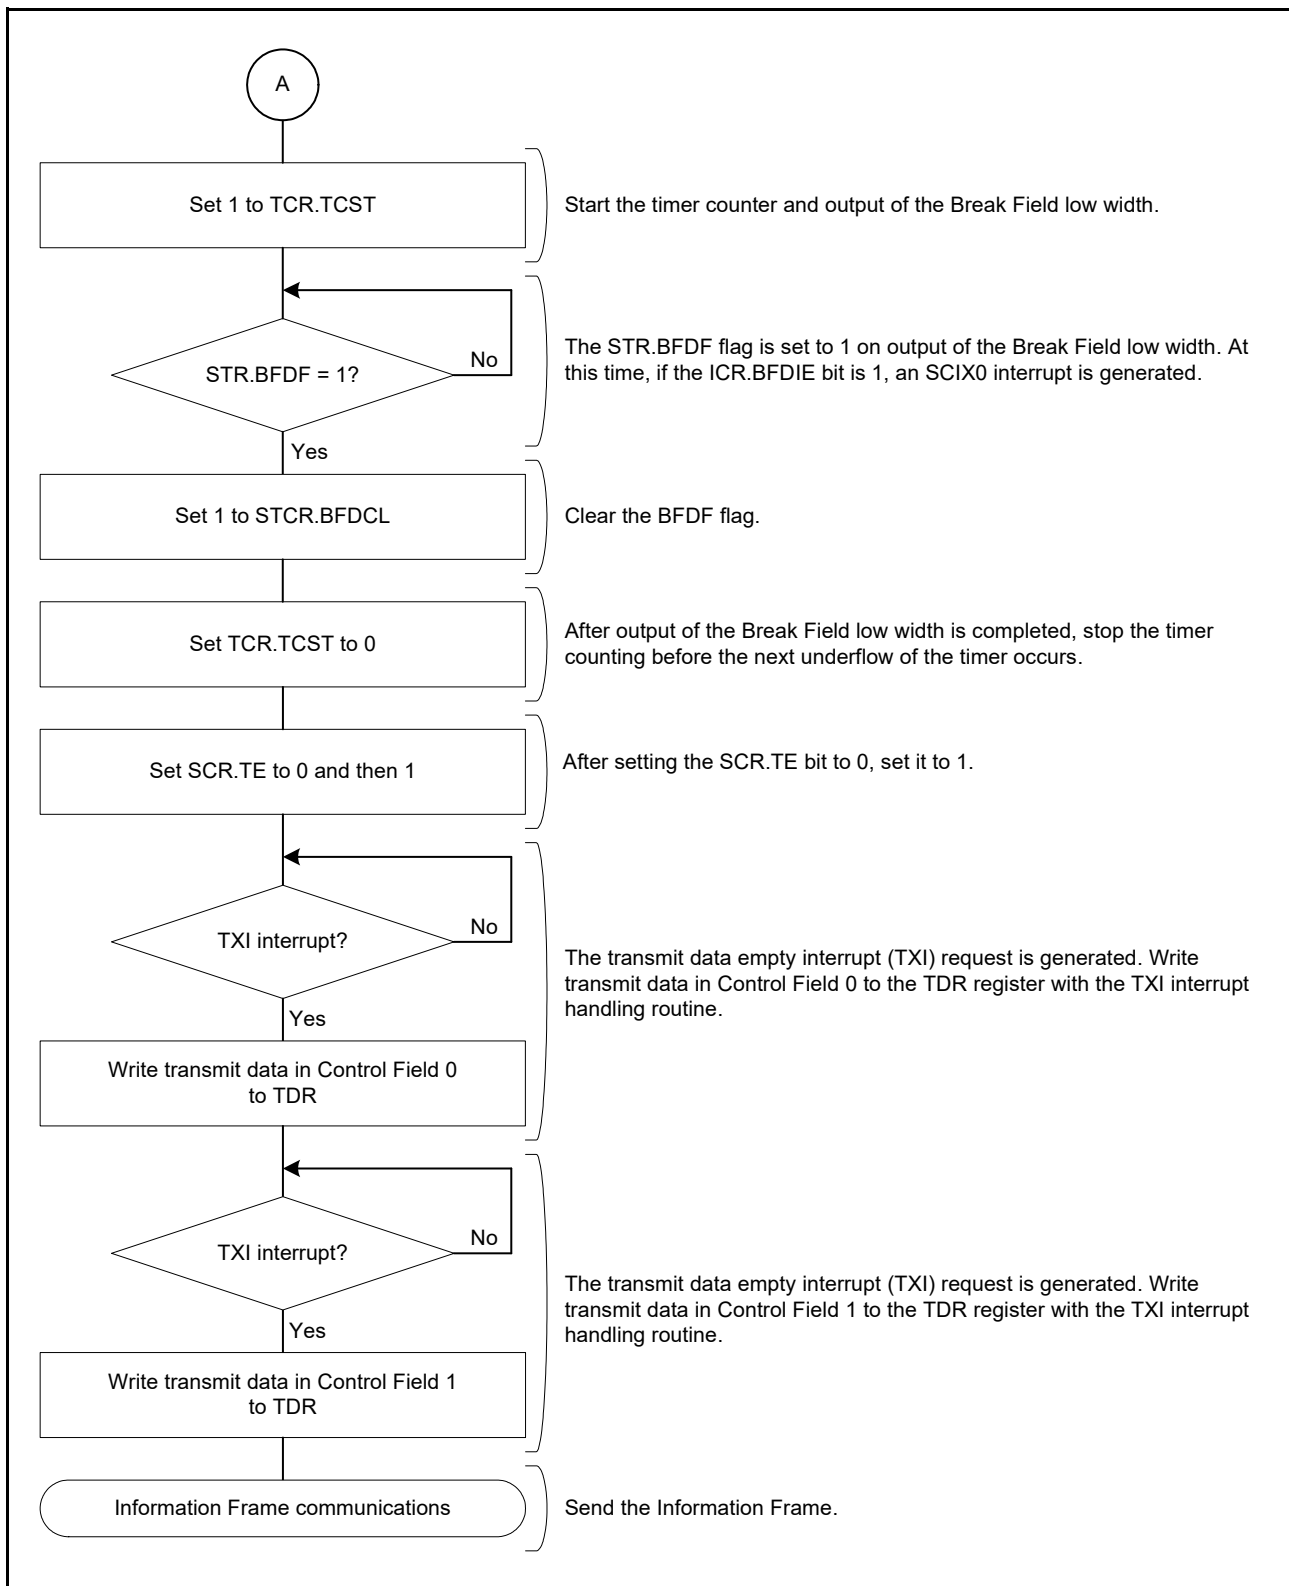 A
Set 1 to TCR.TCST
Start the timer counter and output of the Break Field low width.
STR.BFDF = 1?
No
The STR.BFDF flag is set to 1 on output of the Break Field low width. At
this time, if the ICR.BFDIE bit is 1, an SCIX0 interrupt is generated.
Yes
Set 1 to STCR.BFDCL
Clear the BFDF flag.
Set TCR.TCST to 0
After output of the Break Field low width is completed, stop the timer
counting before the next underflow of the timer occurs.
Set SCR.TE to 0 and then 1
After setting the SCR.TE bit to 0, set it to 1.
TXI interrupt?
No
The transmit data empty interrupt (TXI) request is generated. Write
transmit data in Control Field 0 to the TDR register with the TXI interrupt
handling routine.
Yes
Write transmit data in Control Field 0
to TDR
TXI interrupt?
No
The transmit data empty interrupt (TXI) request is generated. Write
transmit data in Control Field 1 to the TDR register with the TXI interrupt
handling routine.
Yes
Write transmit data in Control Field 1
to TDR
Information Frame communications
Send the Information Frame.